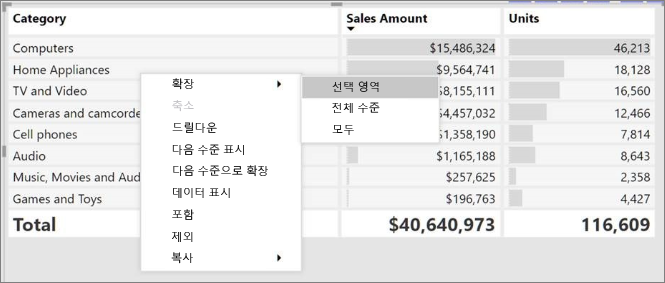 Category Sales Amount Units
Computers $15,486,324 46,213
Home Appliances $9,564,741 18,128
TV and Video $8,155,111 16,560
Cameras and camcorde $4,457,032 12,466
Cell phones $1,358,190 7,814
Audio $1,165,188 8,643
Music, Movies and Aud $257,625 2,358
Games and Toys $196,763 4,427
Total $40,640,973 116,609
확장
축소
드릴다운
다음 수준 표시
다음 수준으로 확장
데이터 표시
포함
제외
복사
선택 영역
전체 수준
모두